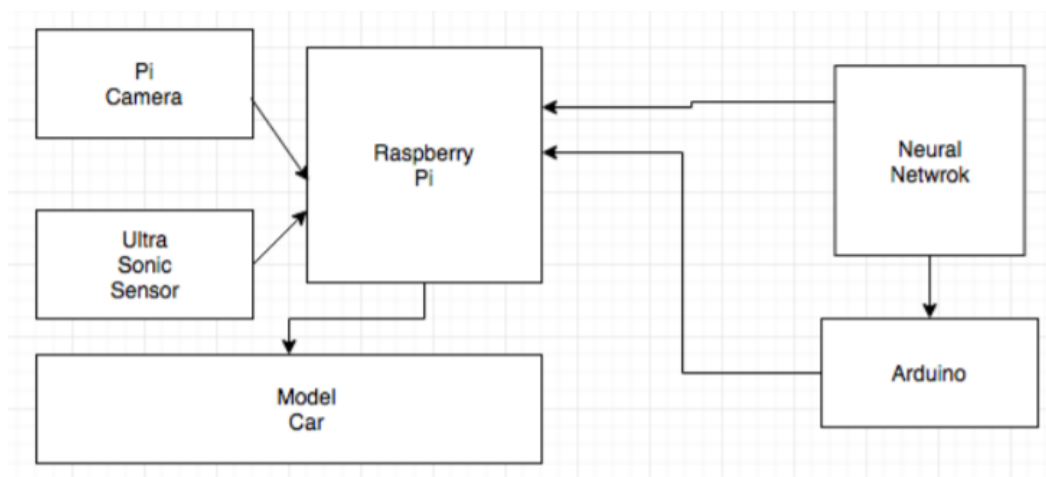 Pi
Camera
Raspberry
Pi
Neural
Netwrok
Ultra
Sonic
Sensor
Arduino
Model
Car